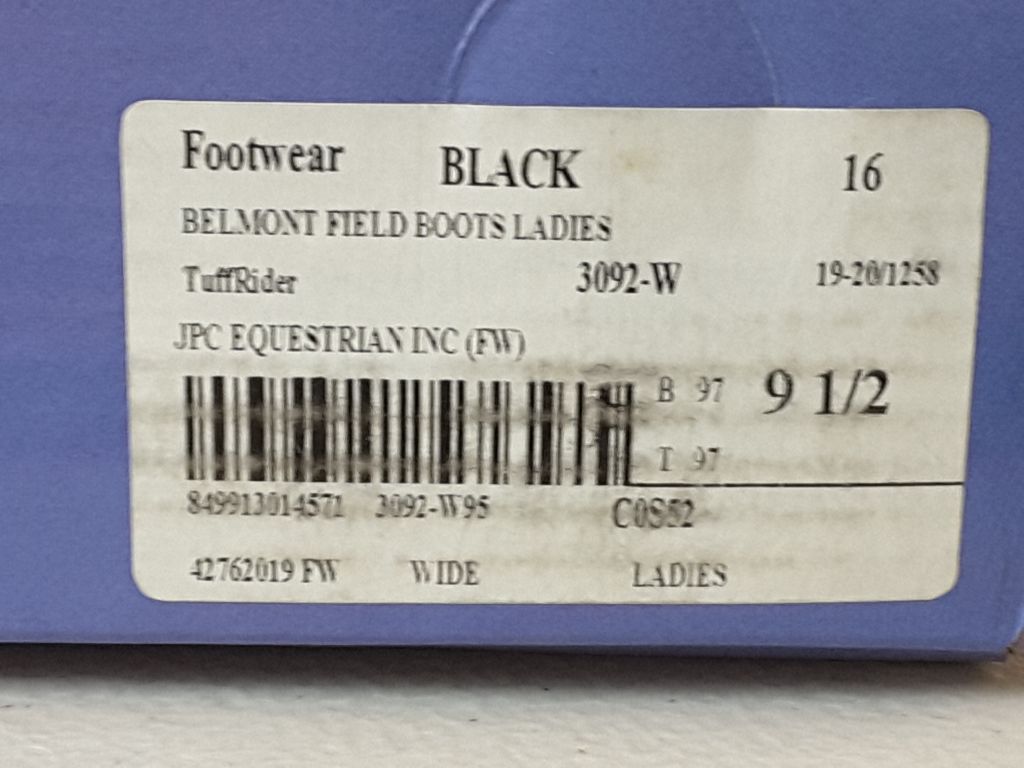 Footwear BLACK 16
BELMONT FIELD BOOTS LADIES
TuffRider 3092-W 19-20/1258
JPC EQUESTRIAN INC (FW)
B 97 9 1/2
T 97
849913014571 3092-W95 C0S52
42762019 FW WIDE LADIES